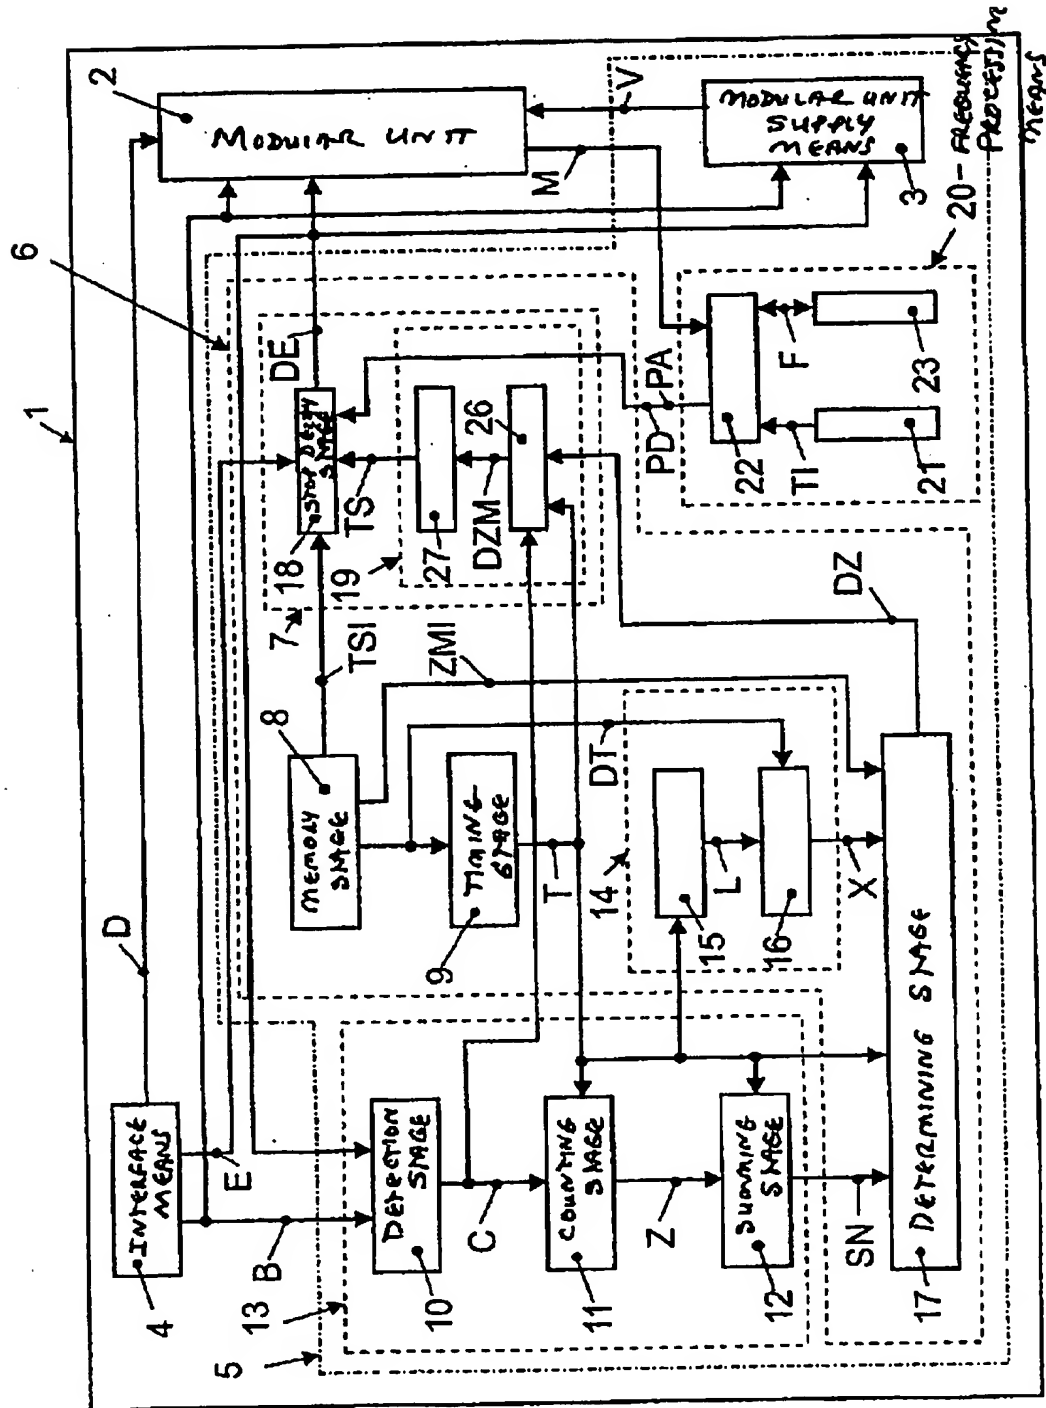 1
6
2
MODULAR UNIT
D
INTERFACE
MEANS
4
E
B
5
13
DETECTION
STAGE
10
C
COUNTING
STAGE
11
Z
SUMMING
STAGE
12
SN
17
DETERMINING STAGE
MEMORY
STAGE
8
TSI
ZMI
TIMING
STAGE
9
T
DT
14
15
L
16
X
DZ
7
18
STOP DELAY
STAGE
DE
19
TS
27
DZM
26
PD
PA
M
V
MODULAR UNIT
SUPPLY
MEANS
3
20 - FREQUENCY
PROCESSING
MEANS
22
F
TI
23
21